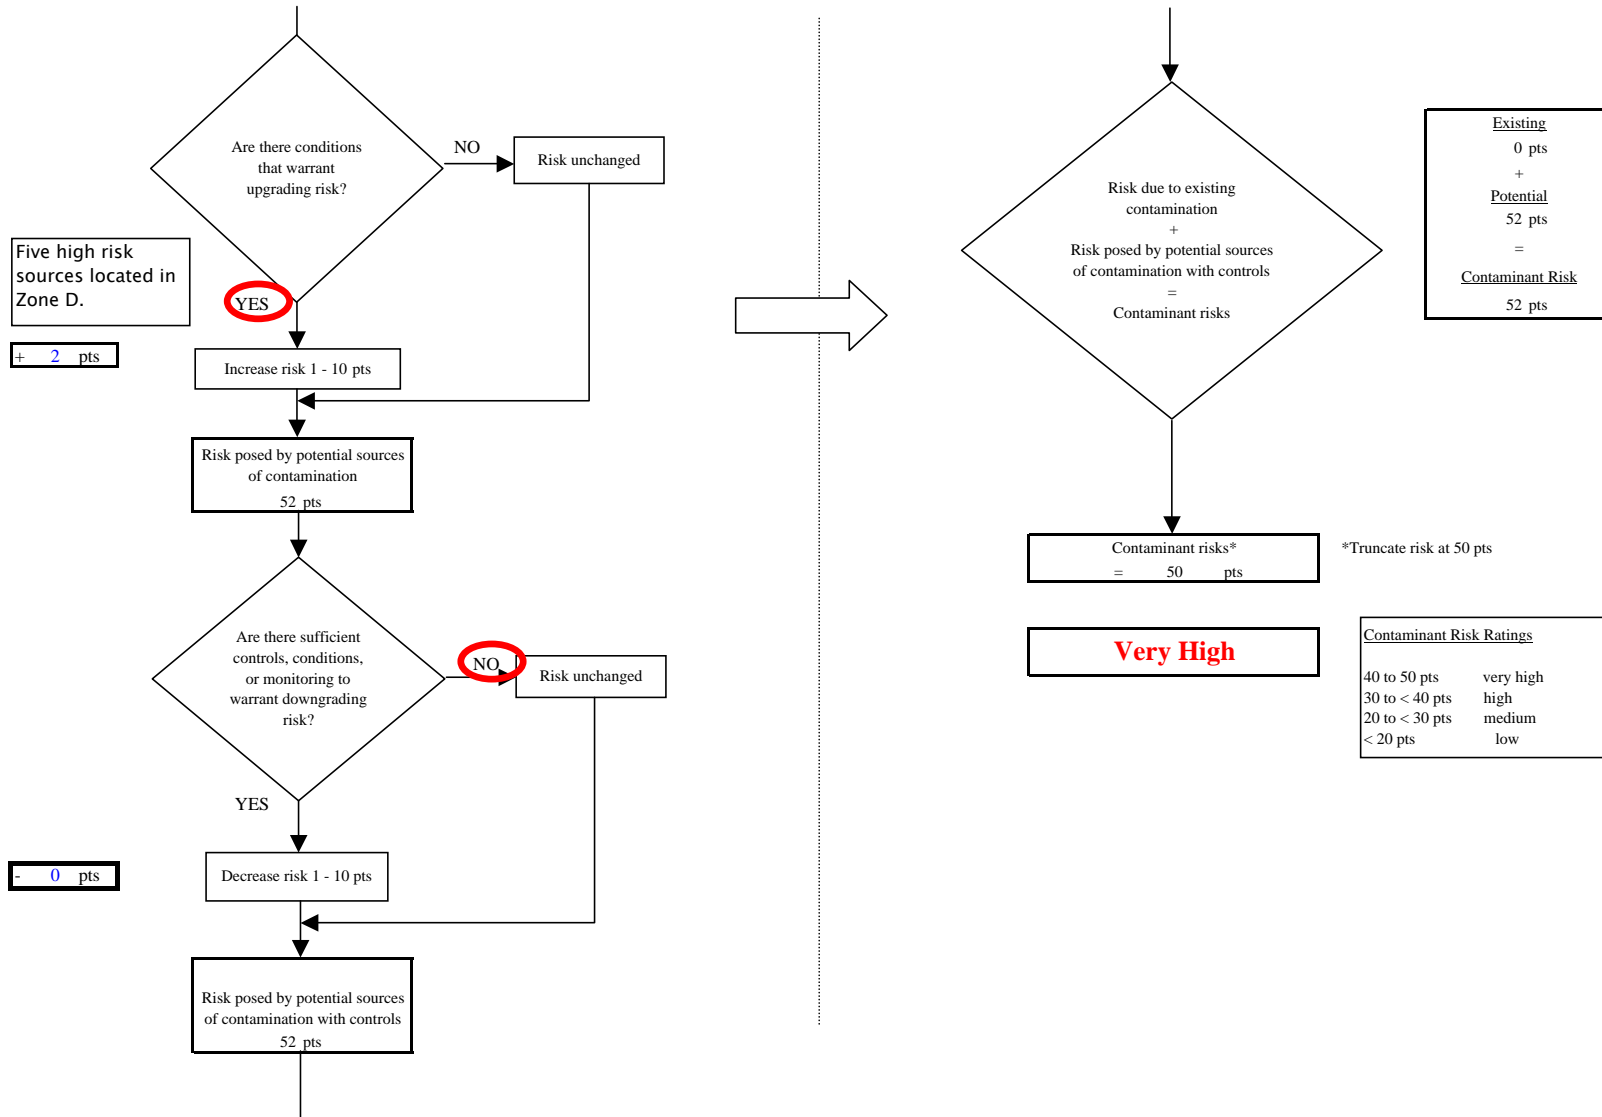 Are there conditions
that warrant
upgrading risk?
NO
Risk unchanged
Five high risk
sources located in
Zone D.
YES
+ 2 pts
Increase risk 1 - 10 pts
Risk posed by potential sources
of contamination
52 pts
Are there sufficient
controls, conditions,
or monitoring to
warrant downgrading
risk?
NO
Risk unchanged
YES
- 0 pts
Decrease risk 1 - 10 pts
Risk posed by potential sources
of contamination with controls
52 pts
Risk due to existing
contamination
+
Risk posed by potential sources
of contamination with controls
=
Contaminant risks
Existing
0 pts
+
Potential
52 pts
=
Contaminant Risk
52 pts
Contaminant risks*
= 50 pts
*Truncate risk at 50 pts
Very High
Contaminant Risk Ratings
40 to 50 pts very high
30 to < 40 pts high
20 to < 30 pts medium
< 20 pts low